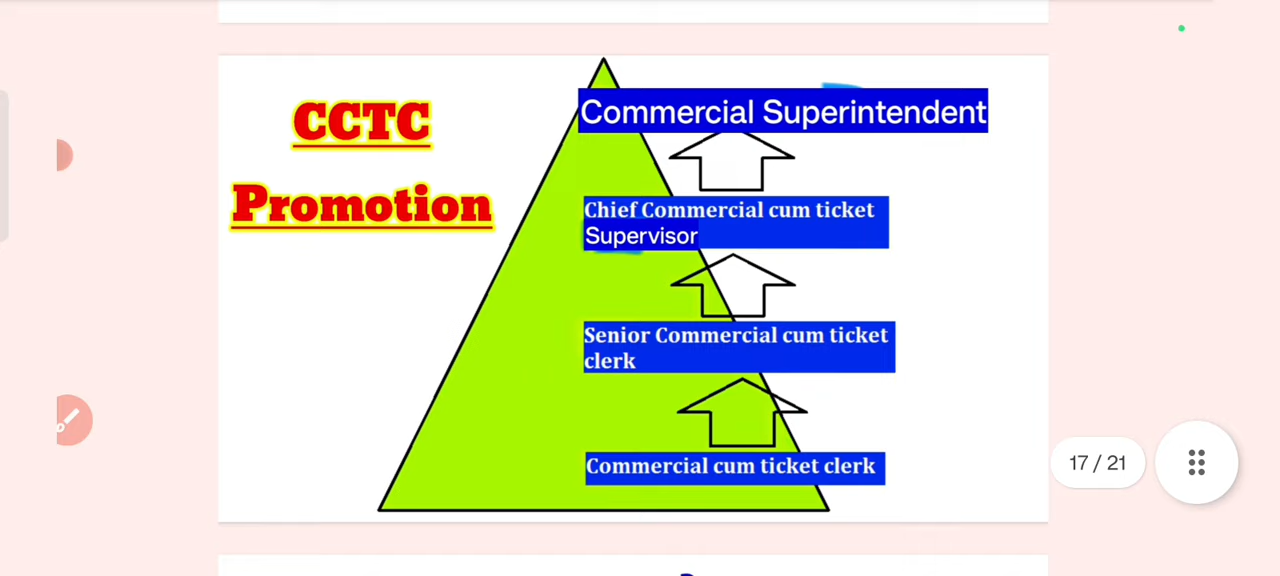 CCTC
Promotion
Commercial Superintendent
Chief Commercial cum ticket
Supervisor
Senior Commercial cum ticket
clerk
Commercial cum ticket clerk
17 / 21